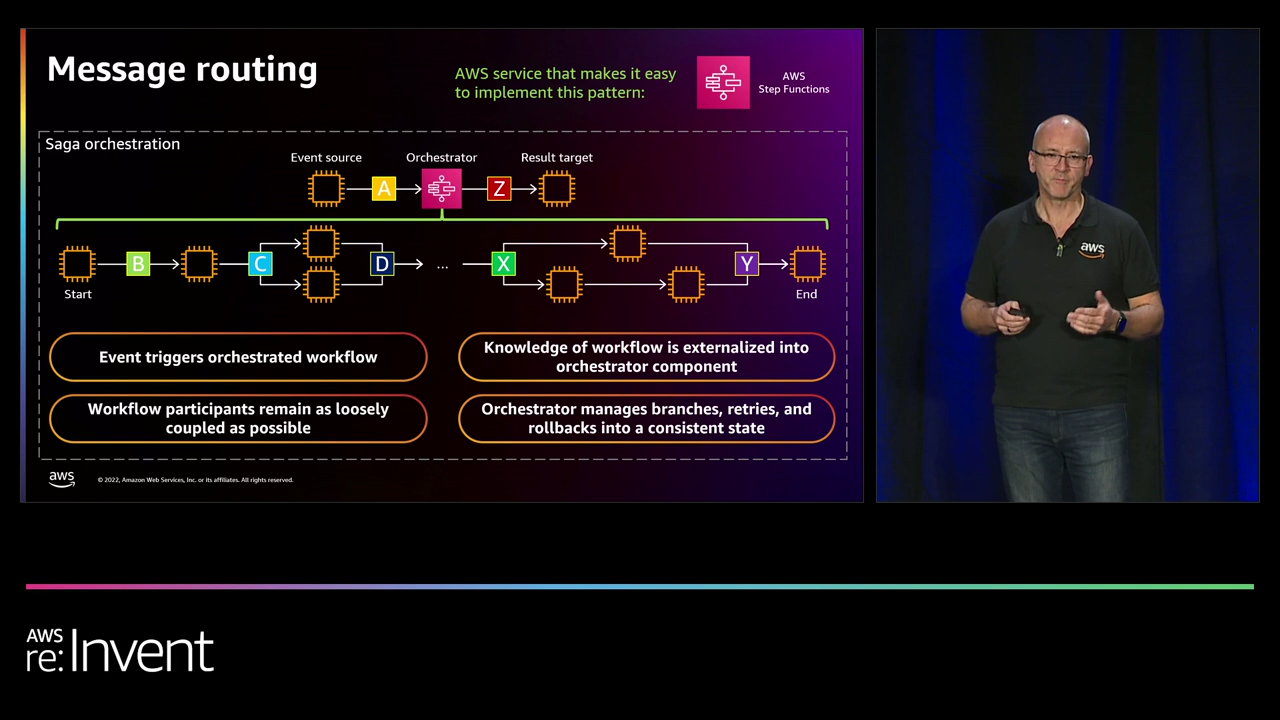 Message routing
AWS service that makes it easy
to implement this pattern:
AWS
Step Functions
Saga orchestration
Event source
Orchestrator
Result target
A
Z
B
C
D
...
X
Y
Start
End
Event triggers orchestrated workflow
Knowledge of workflow is externalized into
orchestrator component
Workflow participants remain as loosely
coupled as possible
Orchestrator manages branches, retries, and
rollbacks into a consistent state
aws
© 2022, Amazon Web Services, Inc. or its affiliates. All rights reserved.
aws
AWS
re:Invent